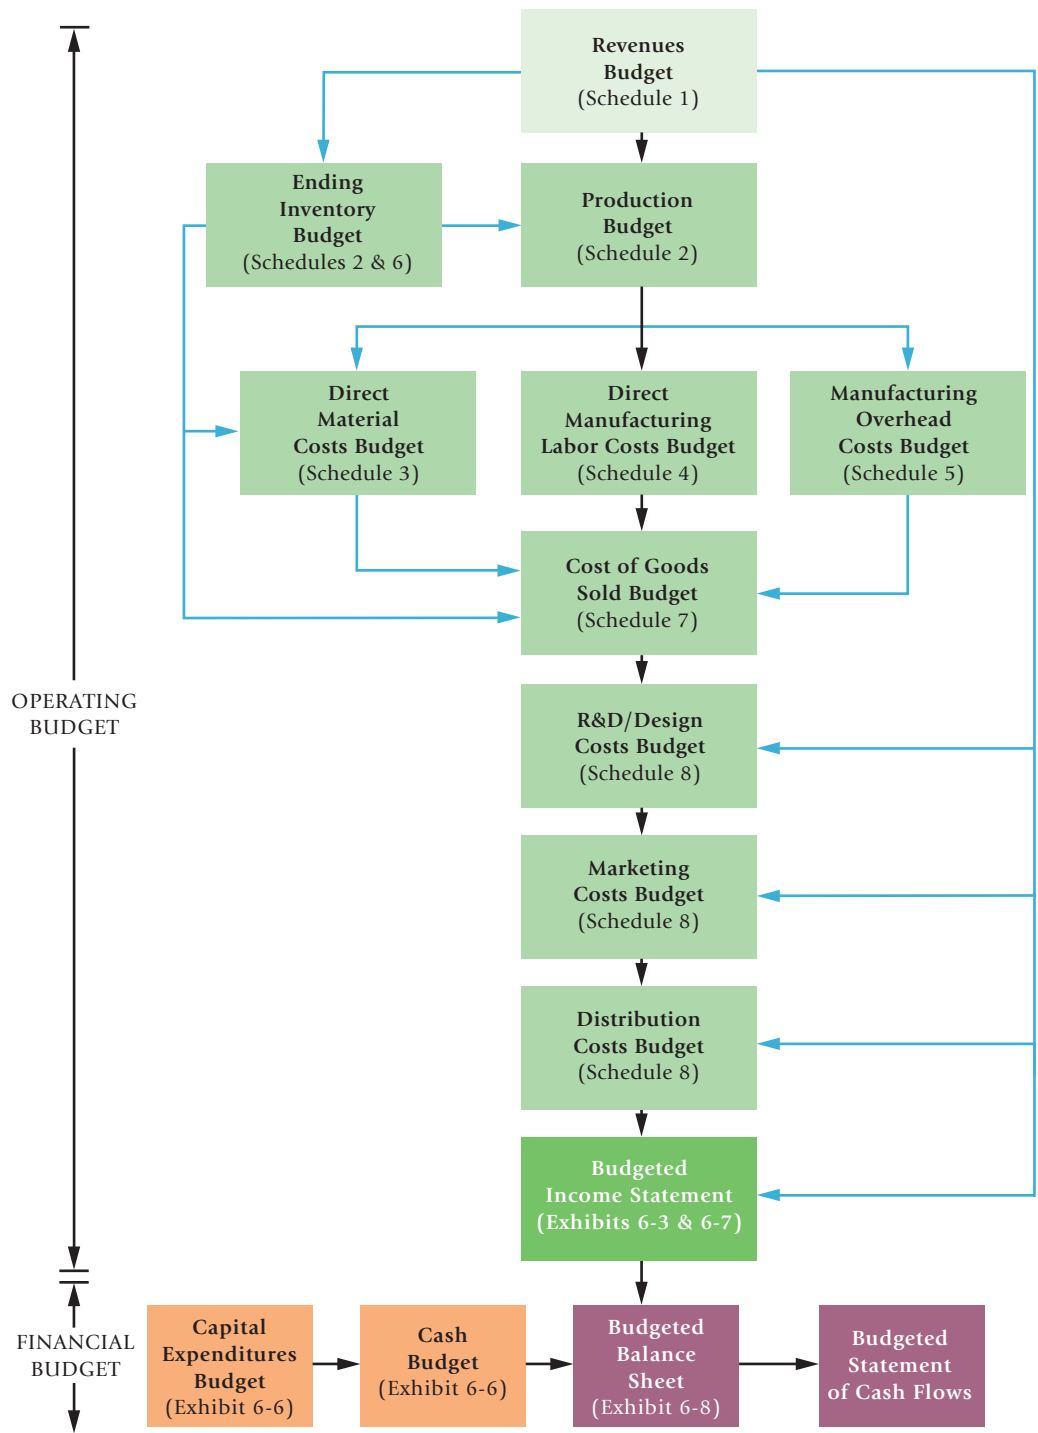 Revenues
Budget
(Schedule 1)
Ending
Inventory
Budget
(Schedules 2 & 6)
Production
Budget
(Schedule 2)
Direct
Material
Costs Budget
(Schedule 3)
Direct
Manufacturing
Labor Costs Budget
(Schedule 4)
Manufacturing
Overhead
Costs Budget
(Schedule 5)
Cost of Goods
Sold Budget
(Schedule 7)
OPERATING
BUDGET
R&D/Design
Costs Budget
(Schedule 8)
Marketing
Costs Budget
(Schedule 8)
Distribution
Costs Budget
(Schedule 8)
Budgeted
Income Statement
(Exhibits 6-3 & 6-7)
FINANCIAL
BUDGET
Capital
Expenditures
Budget
(Exhibit 6-6)
Cash
Budget
(Exhibit 6-6)
Budgeted
Balance
Sheet
(Exhibit 6-8)
Budgeted
Statement
of Cash Flows